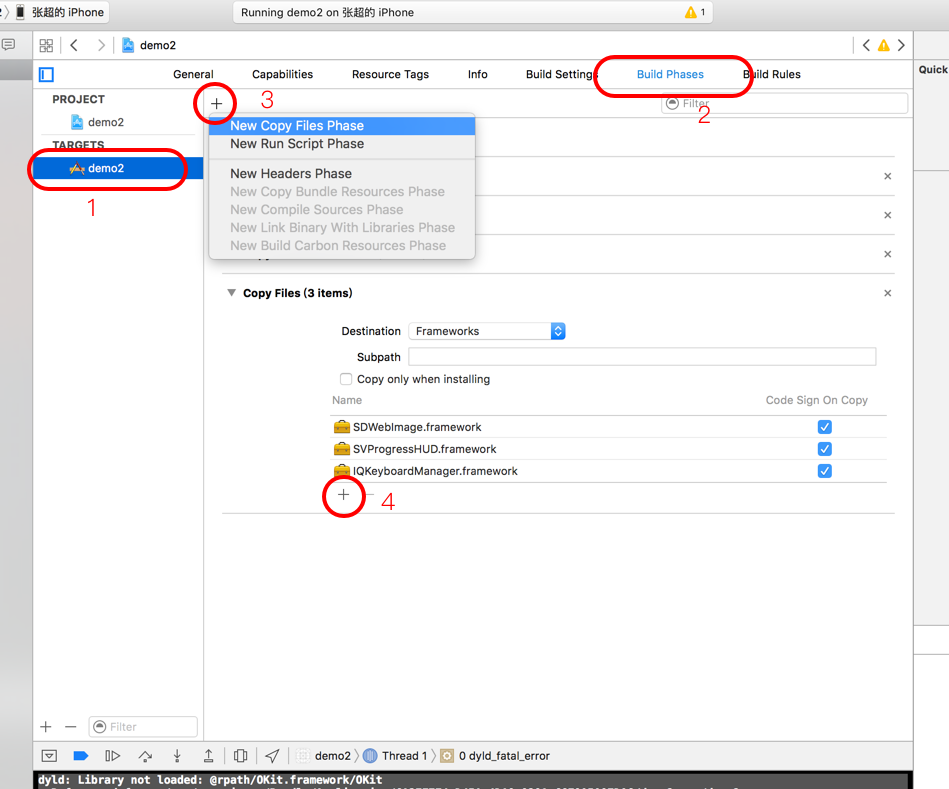 张超的 iPhone
Running demo2 on 张超的 iPhone
1
demo2
General
Capabilities
Resource Tags
Info
Build Settings
Build Phases
Build Rules
Quick
PROJECT
demo2
TARGETS
demo2
1
2
3
Filter
New Copy Files Phase
New Run Script Phase
New Headers Phase
New Copy Bundle Resources Phase
New Compile Sources Phase
New Link Binary With Libraries Phase
New Build Carbon Resources Phase
Copy Files (3 items)
Destination
Frameworks
Subpath
Copy only when installing
Name
Code Sign On Copy
SDWebImage.framework
SVProgressHUD.framework
IQKeyboardManager.framework
4
Filter
demo2
Thread 1
0 dyld_fatal_error
dyld: Library not loaded: @rpath/OKit.framework/OKit